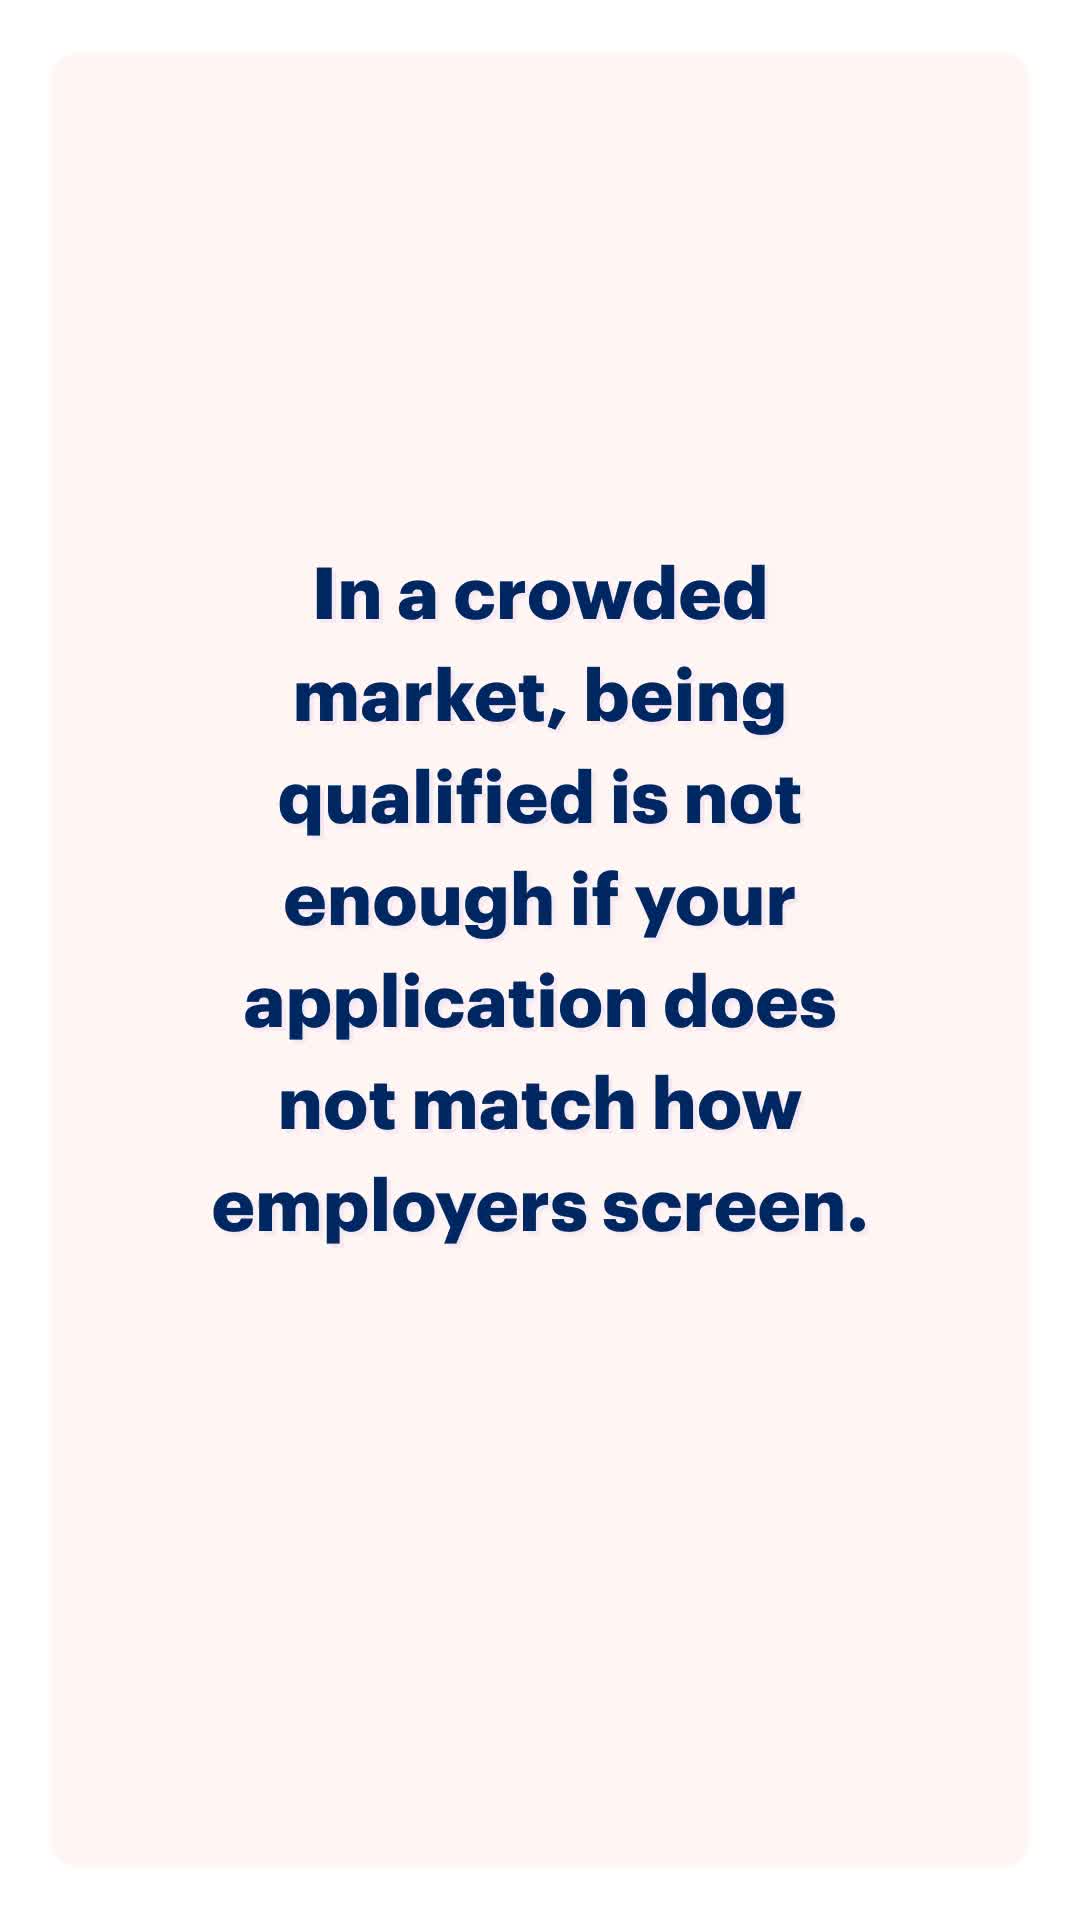 In a crowded
market, being
qualified is not
enough if your
application does
not match how
employers screen.